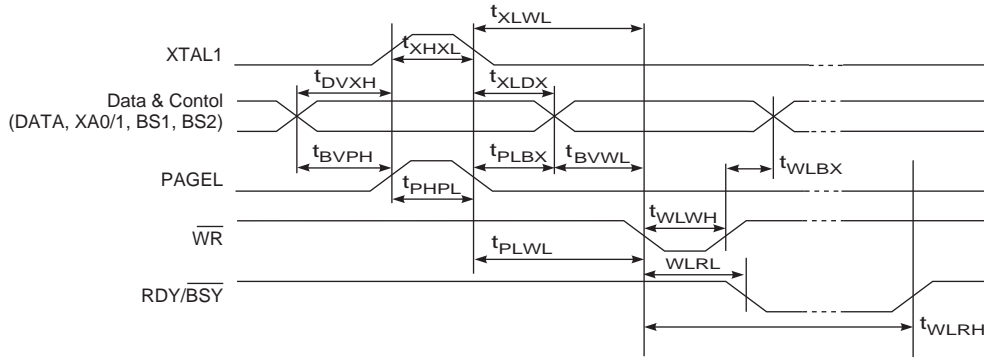 tXLWL
XTAL1
tXHXL
tDVXH
tXLDX
Data & Contol
(DATA, XA0/1, BS1, BS2)
tBVPH
tPLBX
tBVWL
tWLBX
PAGEL
tPHPL
WR
tWLWH
tPLWL
WLRL
RDY/BSY
tWLRH